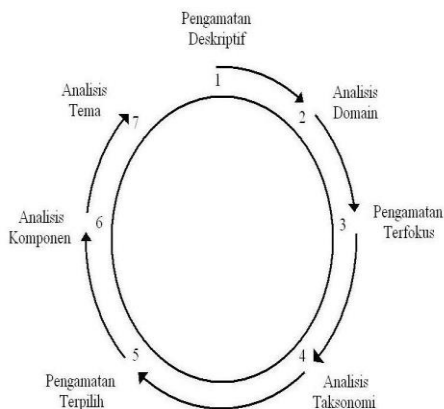 Pengamatan
Deskriptif
1
Analisis
Domain
2
Pengamatan
Terfokus
3
Analisis
Taksonomi
4
Pengamatan
Terpilih
5
Analisis
Komponen
6
Analisis
Tema
7